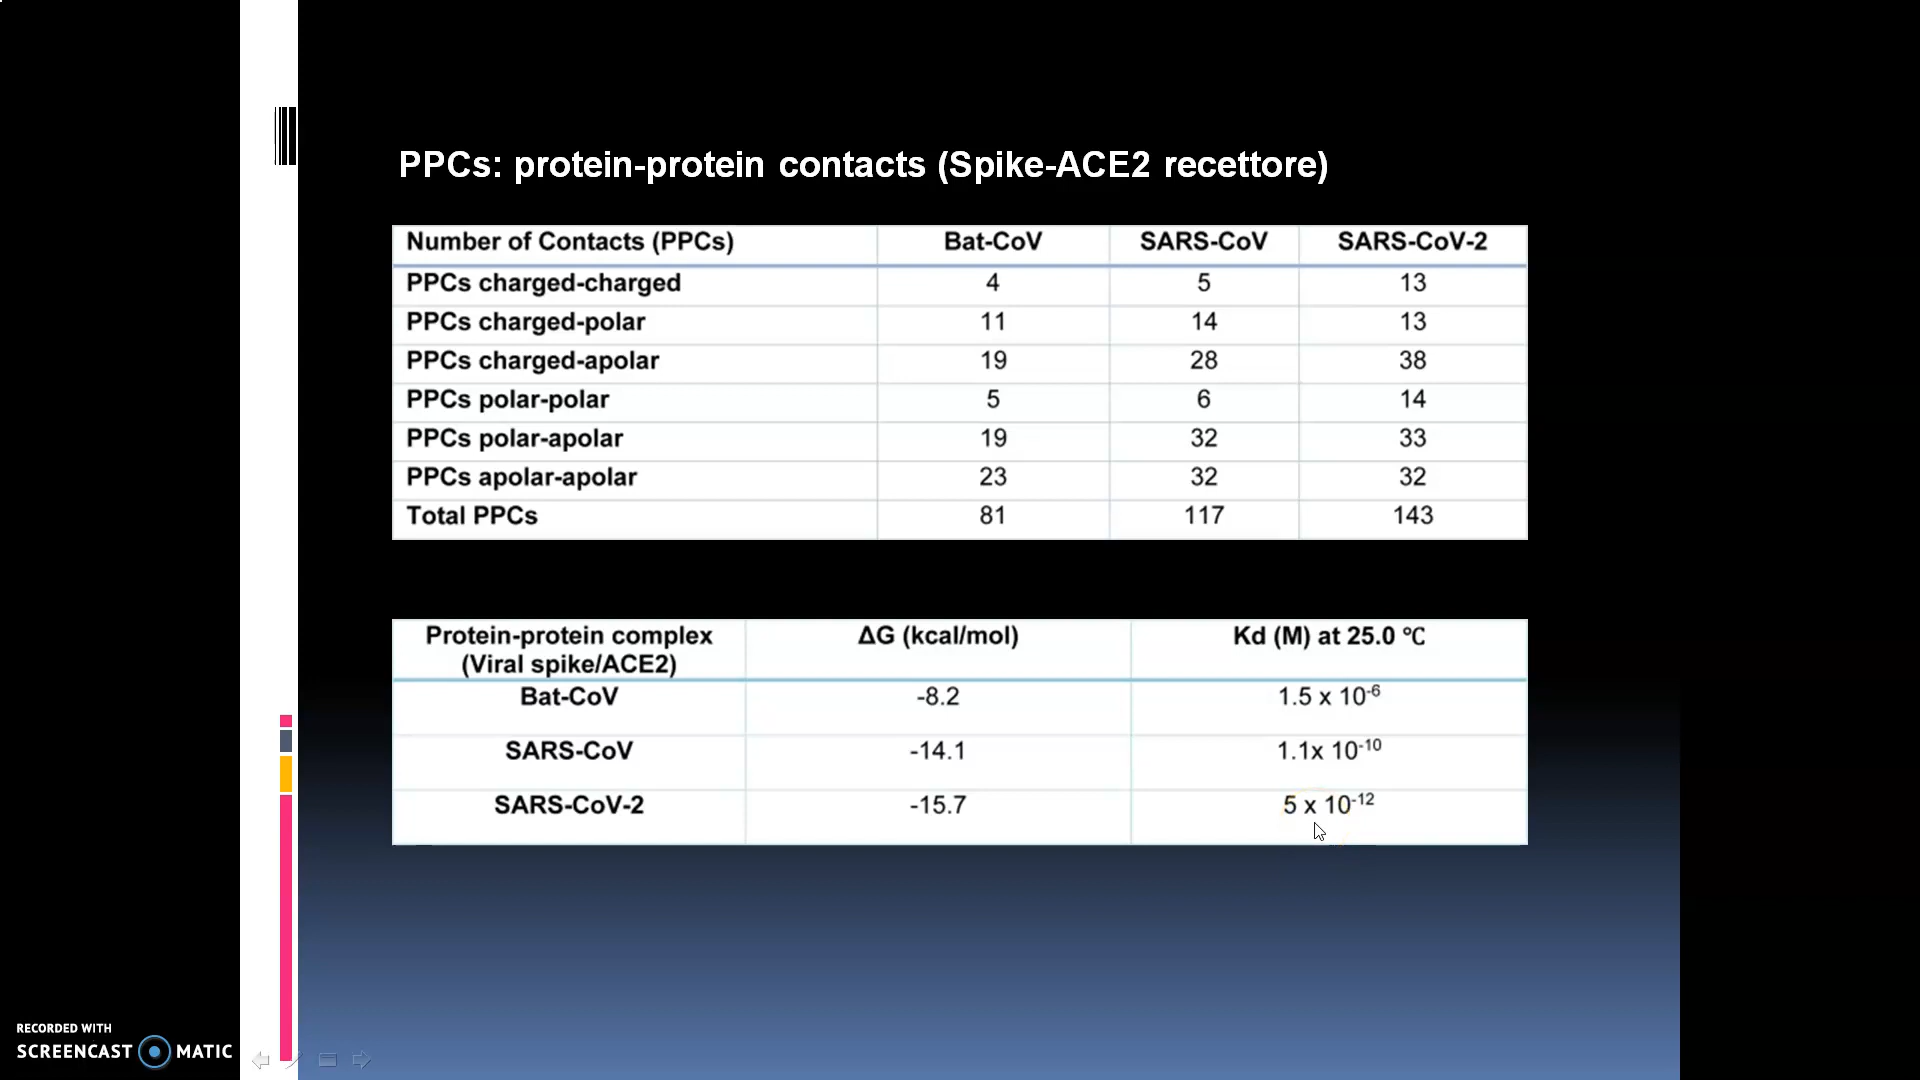 PPCs: protein-protein contacts (Spike-ACE2 recettore)
Number of Contacts (PPCs) Bat-CoV SARS-CoV SARS-CoV-2
PPCs charged-charged 4 5 13
PPCs charged-polar 11 14 13
PPCs charged-apolar 19 28 38
PPCs polar-polar 5 6 14
PPCs polar-apolar 19 32 33
PPCs apolar-apolar 23 32 32
Total PPCs 81 117 143
Protein-protein complex ΔG (kcal/mol) Kd (M) at 25.0 ℃
(Viral spike/ACE2)
Bat-CoV -8.2 1.5 x 10⁻⁶
SARS-CoV -14.1 1.1x 10⁻¹⁰
SARS-CoV-2 -15.7 5 x 10⁻¹²
RECORDED WITH
SCREENCAST MATIC